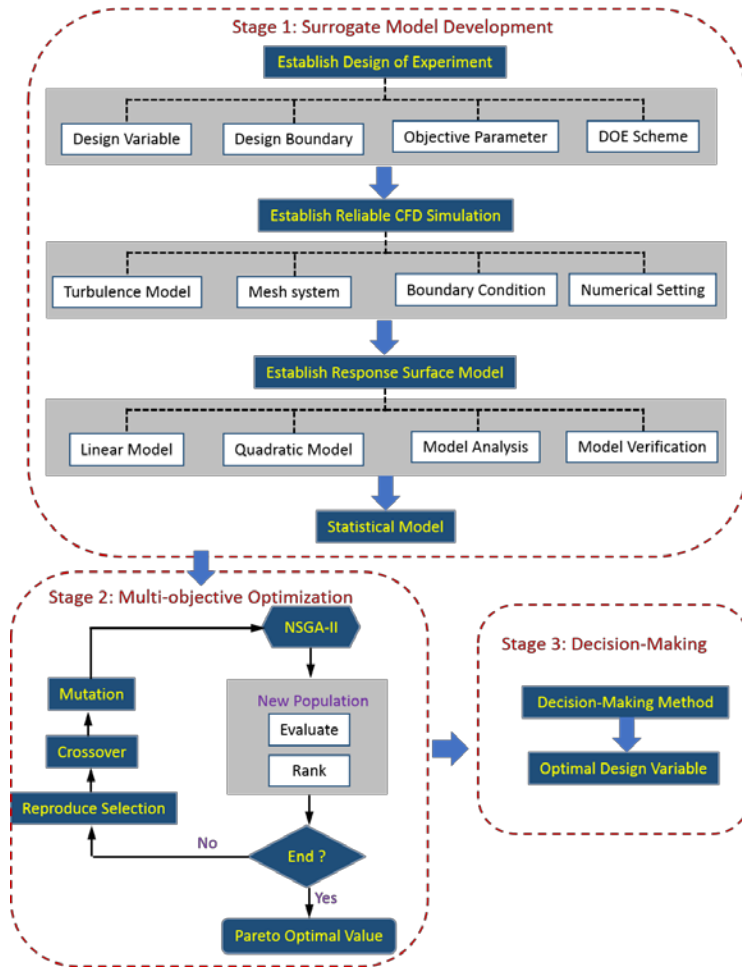 Stage 1: Surrogate Model Development
Establish Design of Experiment
Design Variable
Design Boundary
Objective Parameter
DOE Scheme
Establish Reliable CFD Simulation
Turbulence Model
Mesh system
Boundary Condition
Numerical Setting
Establish Response Surface Model
Linear Model
Quadratic Model
Model Analysis
Model Verification
Statistical Model
Stage 2: Multi-objective Optimization
NSGA-II
New Population
Evaluate
Rank
End ?
No
Reproduce Selection
Crossover
Mutation
Yes
Pareto Optimal Value
Stage 3: Decision-Making
Decision-Making Method
Optimal Design Variable